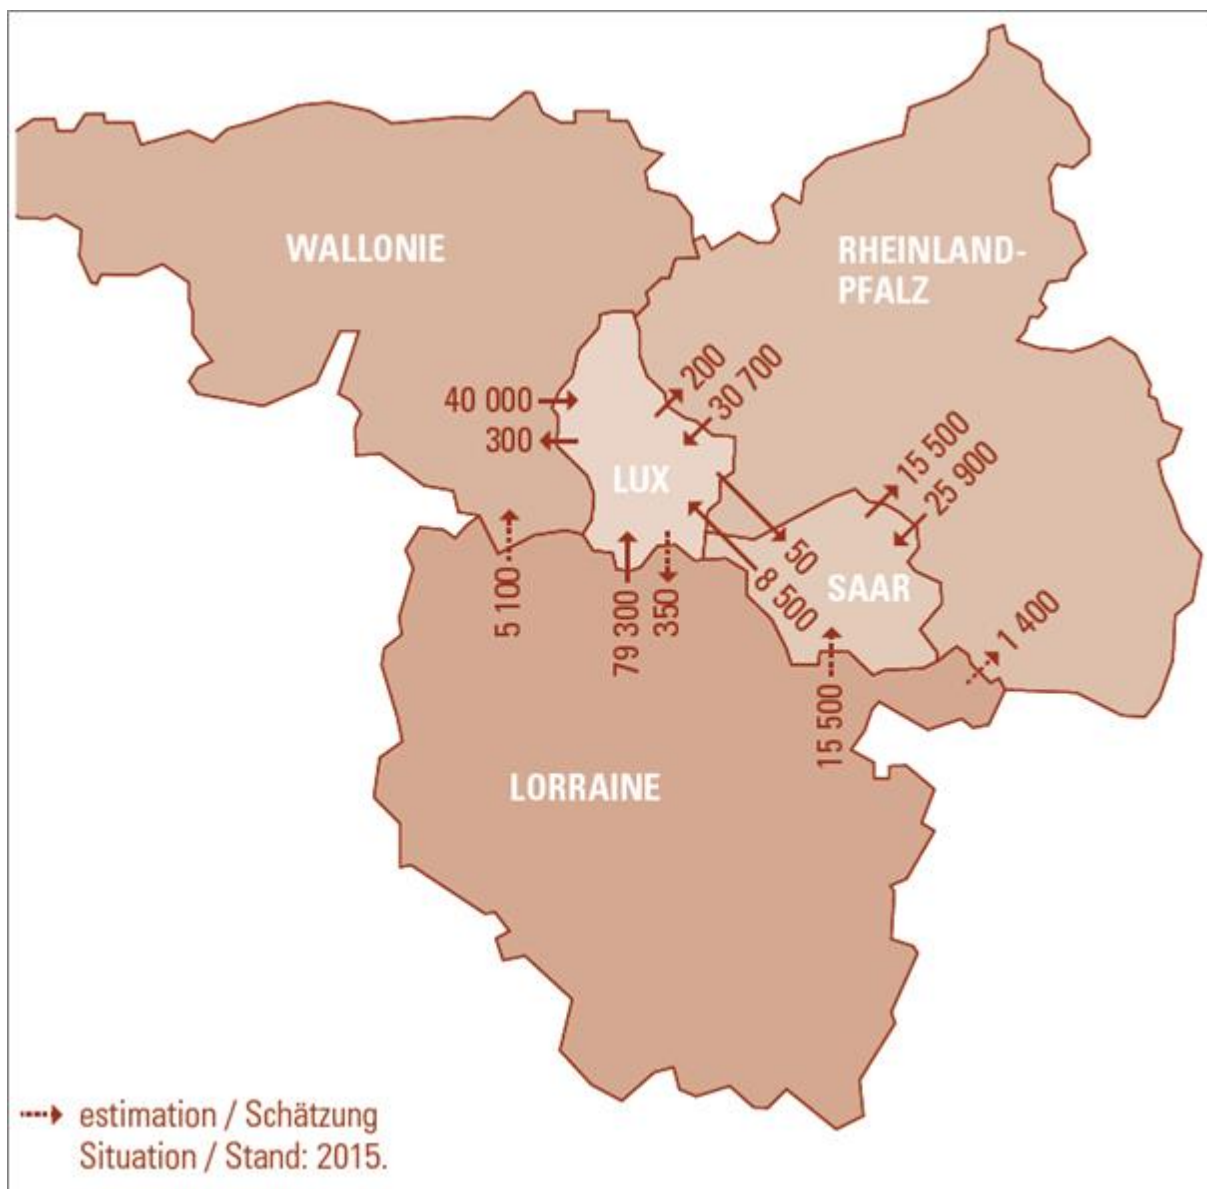 WALLONIE
RHEINLAND-
PFALZ
200
30 700
40 000
300
LUX
15 500
25 900
50
8 500
SAAR
5 100
79 300
350
15 500
1 400
LORRAINE
estimation / Schätzung
Situation / Stand: 2015.